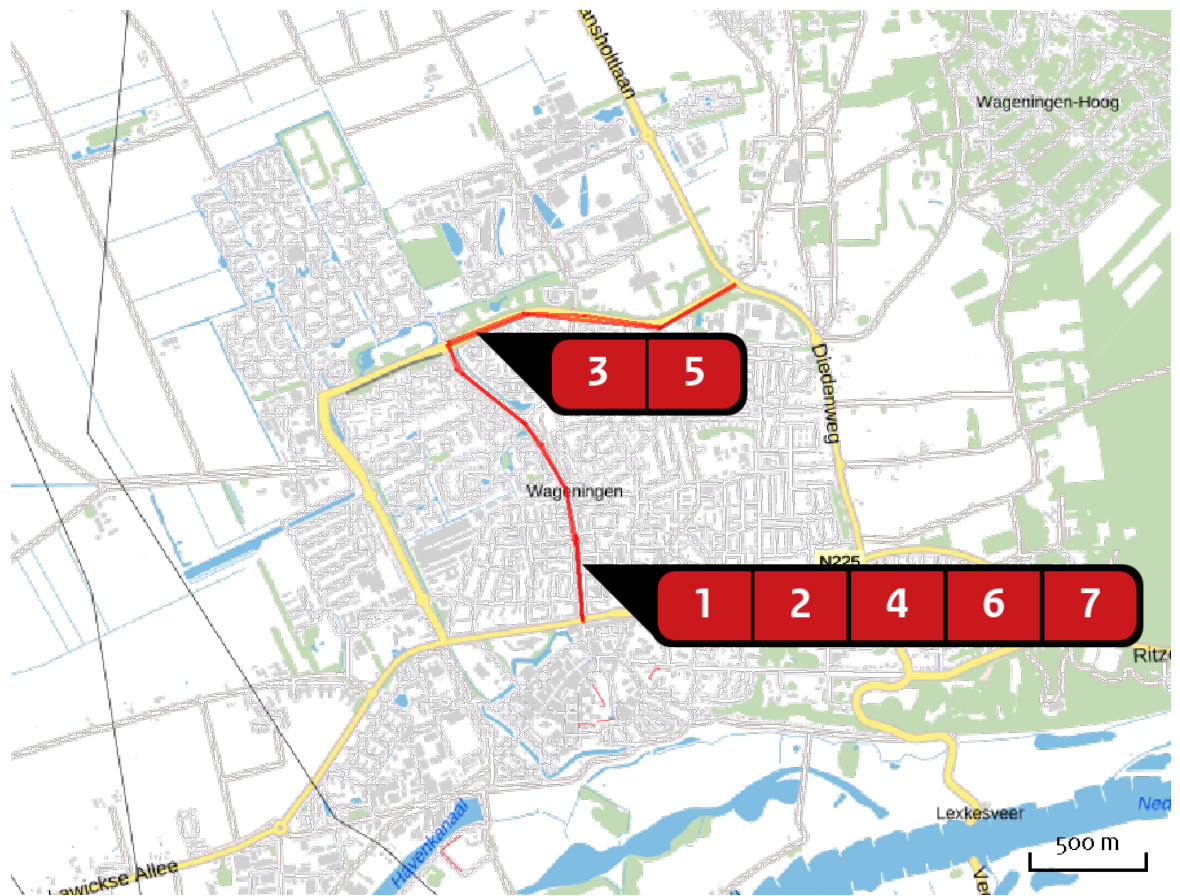 ansholtlaan
Wageningen-Hoog
Diedenweg
3 5
Wageningen
N225
1 2 4 6 7
Ritz
Lexkesveer
Ned
500 m
Havenkanaal
Lawickse Allee
Ve